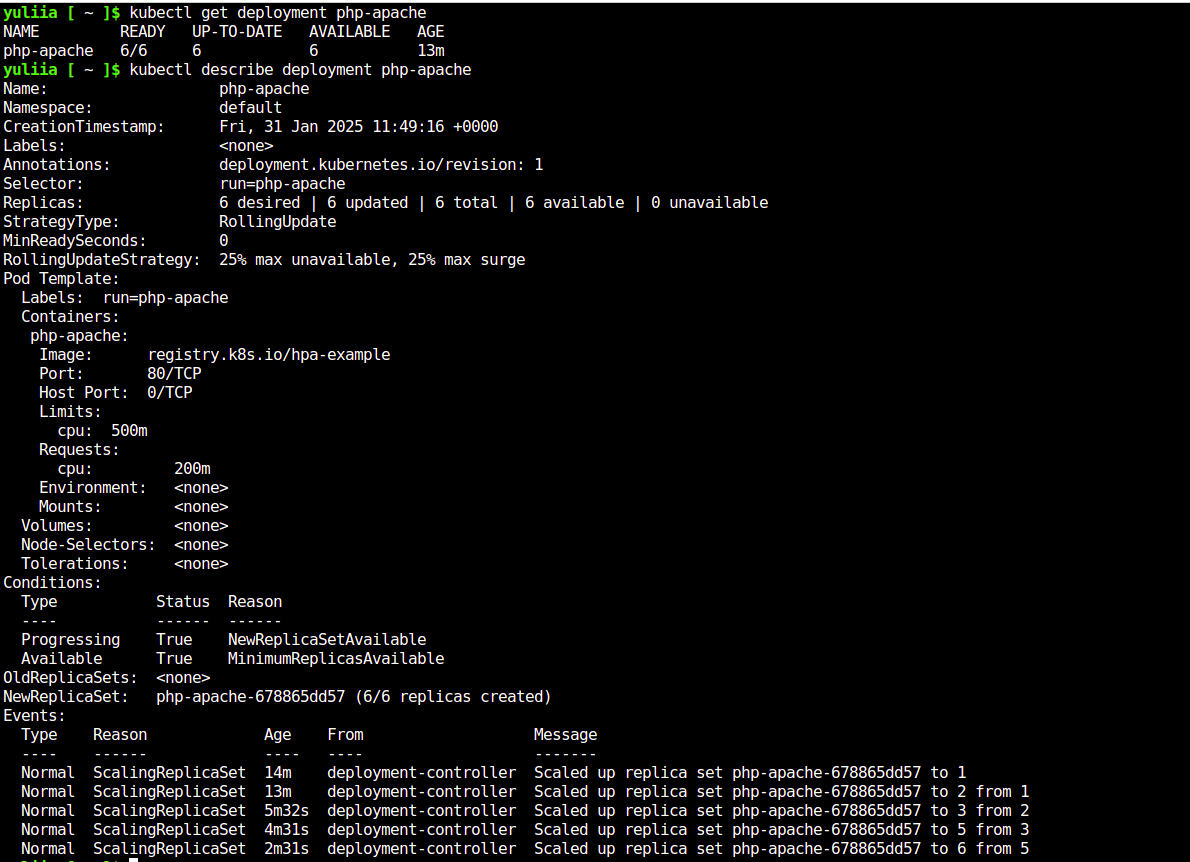 yuliia [ ~ ]$ kubectl get deployment php-apache
NAME         READY   UP-TO-DATE   AVAILABLE   AGE
php-apache   6/6     6            6           13m
yuliia [ ~ ]$ kubectl describe deployment php-apache
Name:                   php-apache
Namespace:              default
CreationTimestamp:      Fri, 31 Jan 2025 11:49:16 +0000
Labels:                 <none>
Annotations:            deployment.kubernetes.io/revision: 1
Selector:               run=php-apache
Replicas:               6 desired | 6 updated | 6 total | 6 available | 0 unavailable
StrategyType:           RollingUpdate
MinReadySeconds:        0
RollingUpdateStrategy:  25% max unavailable, 25% max surge
Pod Template:
  Labels:  run=php-apache
  Containers:
   php-apache:
    Image:      registry.k8s.io/hpa-example
    Port:       80/TCP
    Host Port:  0/TCP
    Limits:
      cpu:  500m
    Requests:
      cpu:         200m
    Environment:   <none>
    Mounts:        <none>
  Volumes:         <none>
  Node-Selectors:  <none>
  Tolerations:     <none>
Conditions:
  Type           Status  Reason
  ----           ------  ------
  Progressing    True    NewReplicaSetAvailable
  Available      True    MinimumReplicasAvailable
OldReplicaSets:  <none>
NewReplicaSet:   php-apache-678865dd57 (6/6 replicas created)
Events:
  Type    Reason             Age    From                   Message
  ----    ------             ----   ----                   -------
  Normal  ScalingReplicaSet  14m    deployment-controller  Scaled up replica set php-apache-678865dd57 to 1
  Normal  ScalingReplicaSet  13m    deployment-controller  Scaled up replica set php-apache-678865dd57 to 2 from 1
  Normal  ScalingReplicaSet  5m32s  deployment-controller  Scaled up replica set php-apache-678865dd57 to 3 from 2
  Normal  ScalingReplicaSet  4m31s  deployment-controller  Scaled up replica set php-apache-678865dd57 to 5 from 3
  Normal  ScalingReplicaSet  2m31s  deployment-controller  Scaled up replica set php-apache-678865dd57 to 6 from 5